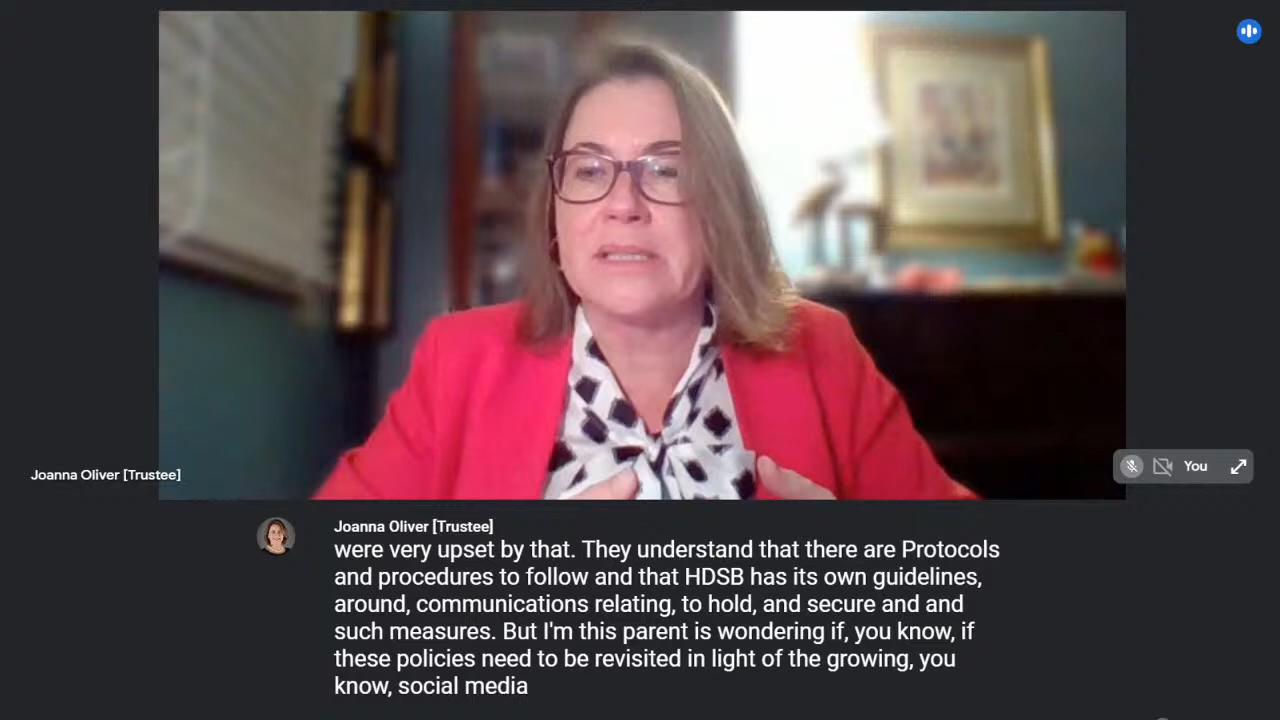 You
Joanna Oliver [Trustee]
Joanna Oliver [Trustee]
were very upset by that. They understand that there are Protocols
and procedures to follow and that HDSB has its own guidelines,
around, communications relating, to hold, and secure and and
such measures. But I'm this parent is wondering if, you know, if
these policies need to be revisited in light of the growing, you
know, social media